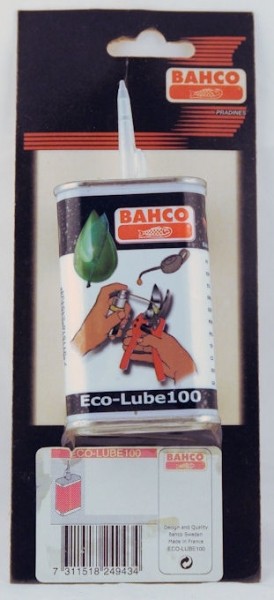 BAHCO
PRADINES
BAHCO
Eco-Lube100
ECO-LUBE100
BAHCO
Design and Quality
Bahco Sweden
Made in France
ECO-LUBE100
7 311518 249434